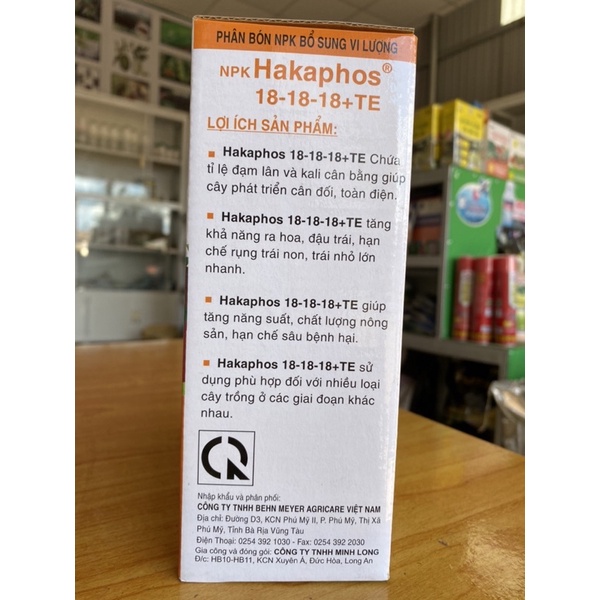 PHÂN BÓN NPK BỔ SUNG VI LƯỢNG
NPK Hakaphos®
18-18-18+TE
LỢI ÍCH SẢN PHẨM:
Hakaphos 18-18-18+TE Chứa
tỉ lệ đạm lân và kali cân bằng giúp
cây phát triển cân đối, toàn điện.
Hakaphos 18-18-18+TE tăng
khả năng ra hoa, đậu trái, hạn
chế rụng trái non, trái nhỏ lớn
nhanh.
Hakaphos 18-18-18+TE giúp
tăng năng suất, chất lượng nông
sản, hạn chế sâu bệnh hại.
Hakaphos 18-18-18+TE sử
dụng phù hợp đối với nhiều loại
cây trồng ở các giai đoạn khác
nhau.
Nhập khẩu và phân phối:
CÔNG TY TNHH BEHN MEYER AGRICARE VIỆT NAM
Địa chỉ: Đường D3, KCN Phú Mỹ II, P. Phú Mỹ, Thị Xã
Phú Mỹ, Tỉnh Bà Rịa Vũng Tàu
Điện Thoại: 0254 392 1030 - Fax: 0254 392 2030
Gia công và đóng gói: CÔNG TY TNHH MINH LONG
Đ/c: HB10-HB11, KCN Xuyên Á, Đức Hòa, Long An